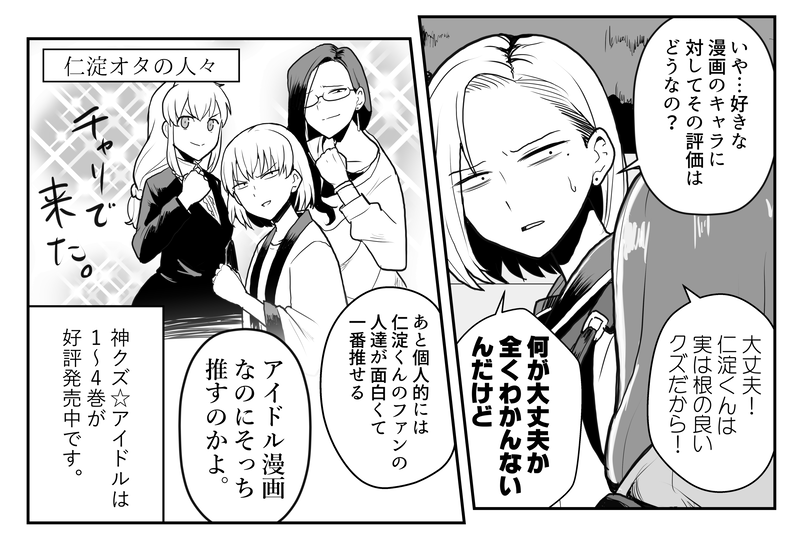 いや…好きな
漫画のキャラに
対してその評価は
どうなの？
大丈夫！
仁淀くんは
実は根の良い
クズだから！
何が大丈夫か
全くわかんない
んだけど
仁淀オタの人々
チャリで
来た。
あと個人的には
仁淀くんのファンの
人達が面白くて
一番推せる
アイドル漫画
なのにそっち
推すのかよ。
神クズ☆アイドルは
1〜4巻が
好評発売中です。